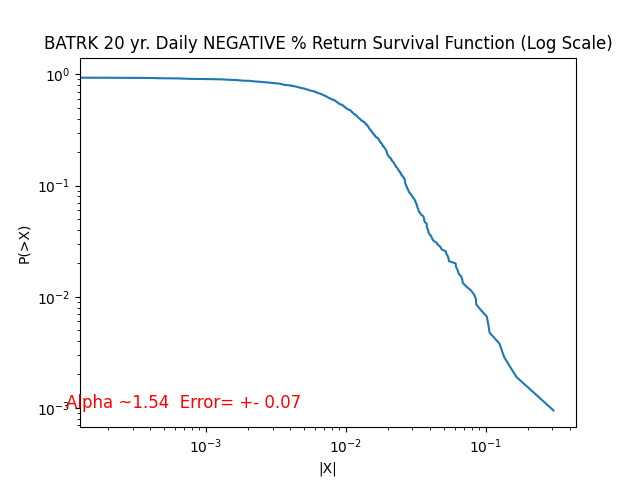 BATRK 20 yr. Daily NEGATIVE % Return Survival Function (Log Scale)
P(>X)
10⁰
10⁻¹
10⁻²
10⁻³
Alpha ~1.54  Error= +- 0.07
10⁻³ 10⁻² 10⁻¹
|X|